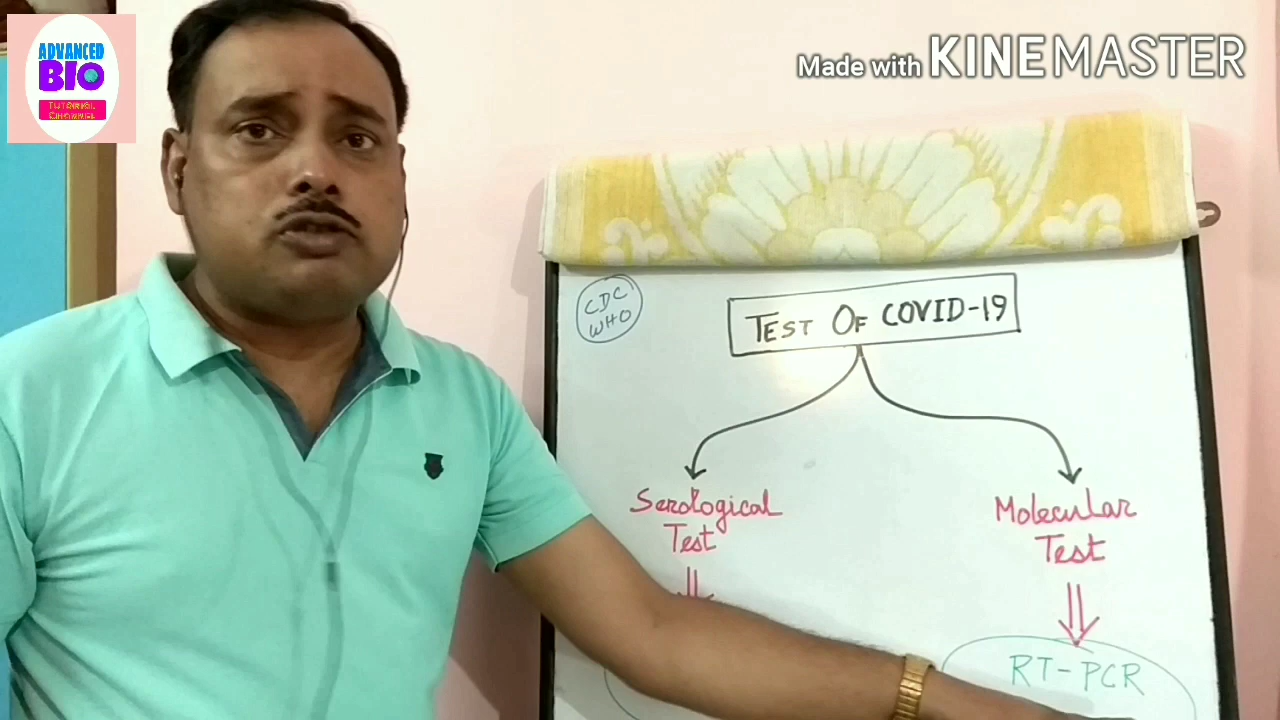 ADVANCED
BIO
TUTORIAL
CHANNEL
Made with KINEMASTER
CDC
WHO
TEST OF COVID-19
Serological
Test
Molecular
Test
RT-PCR